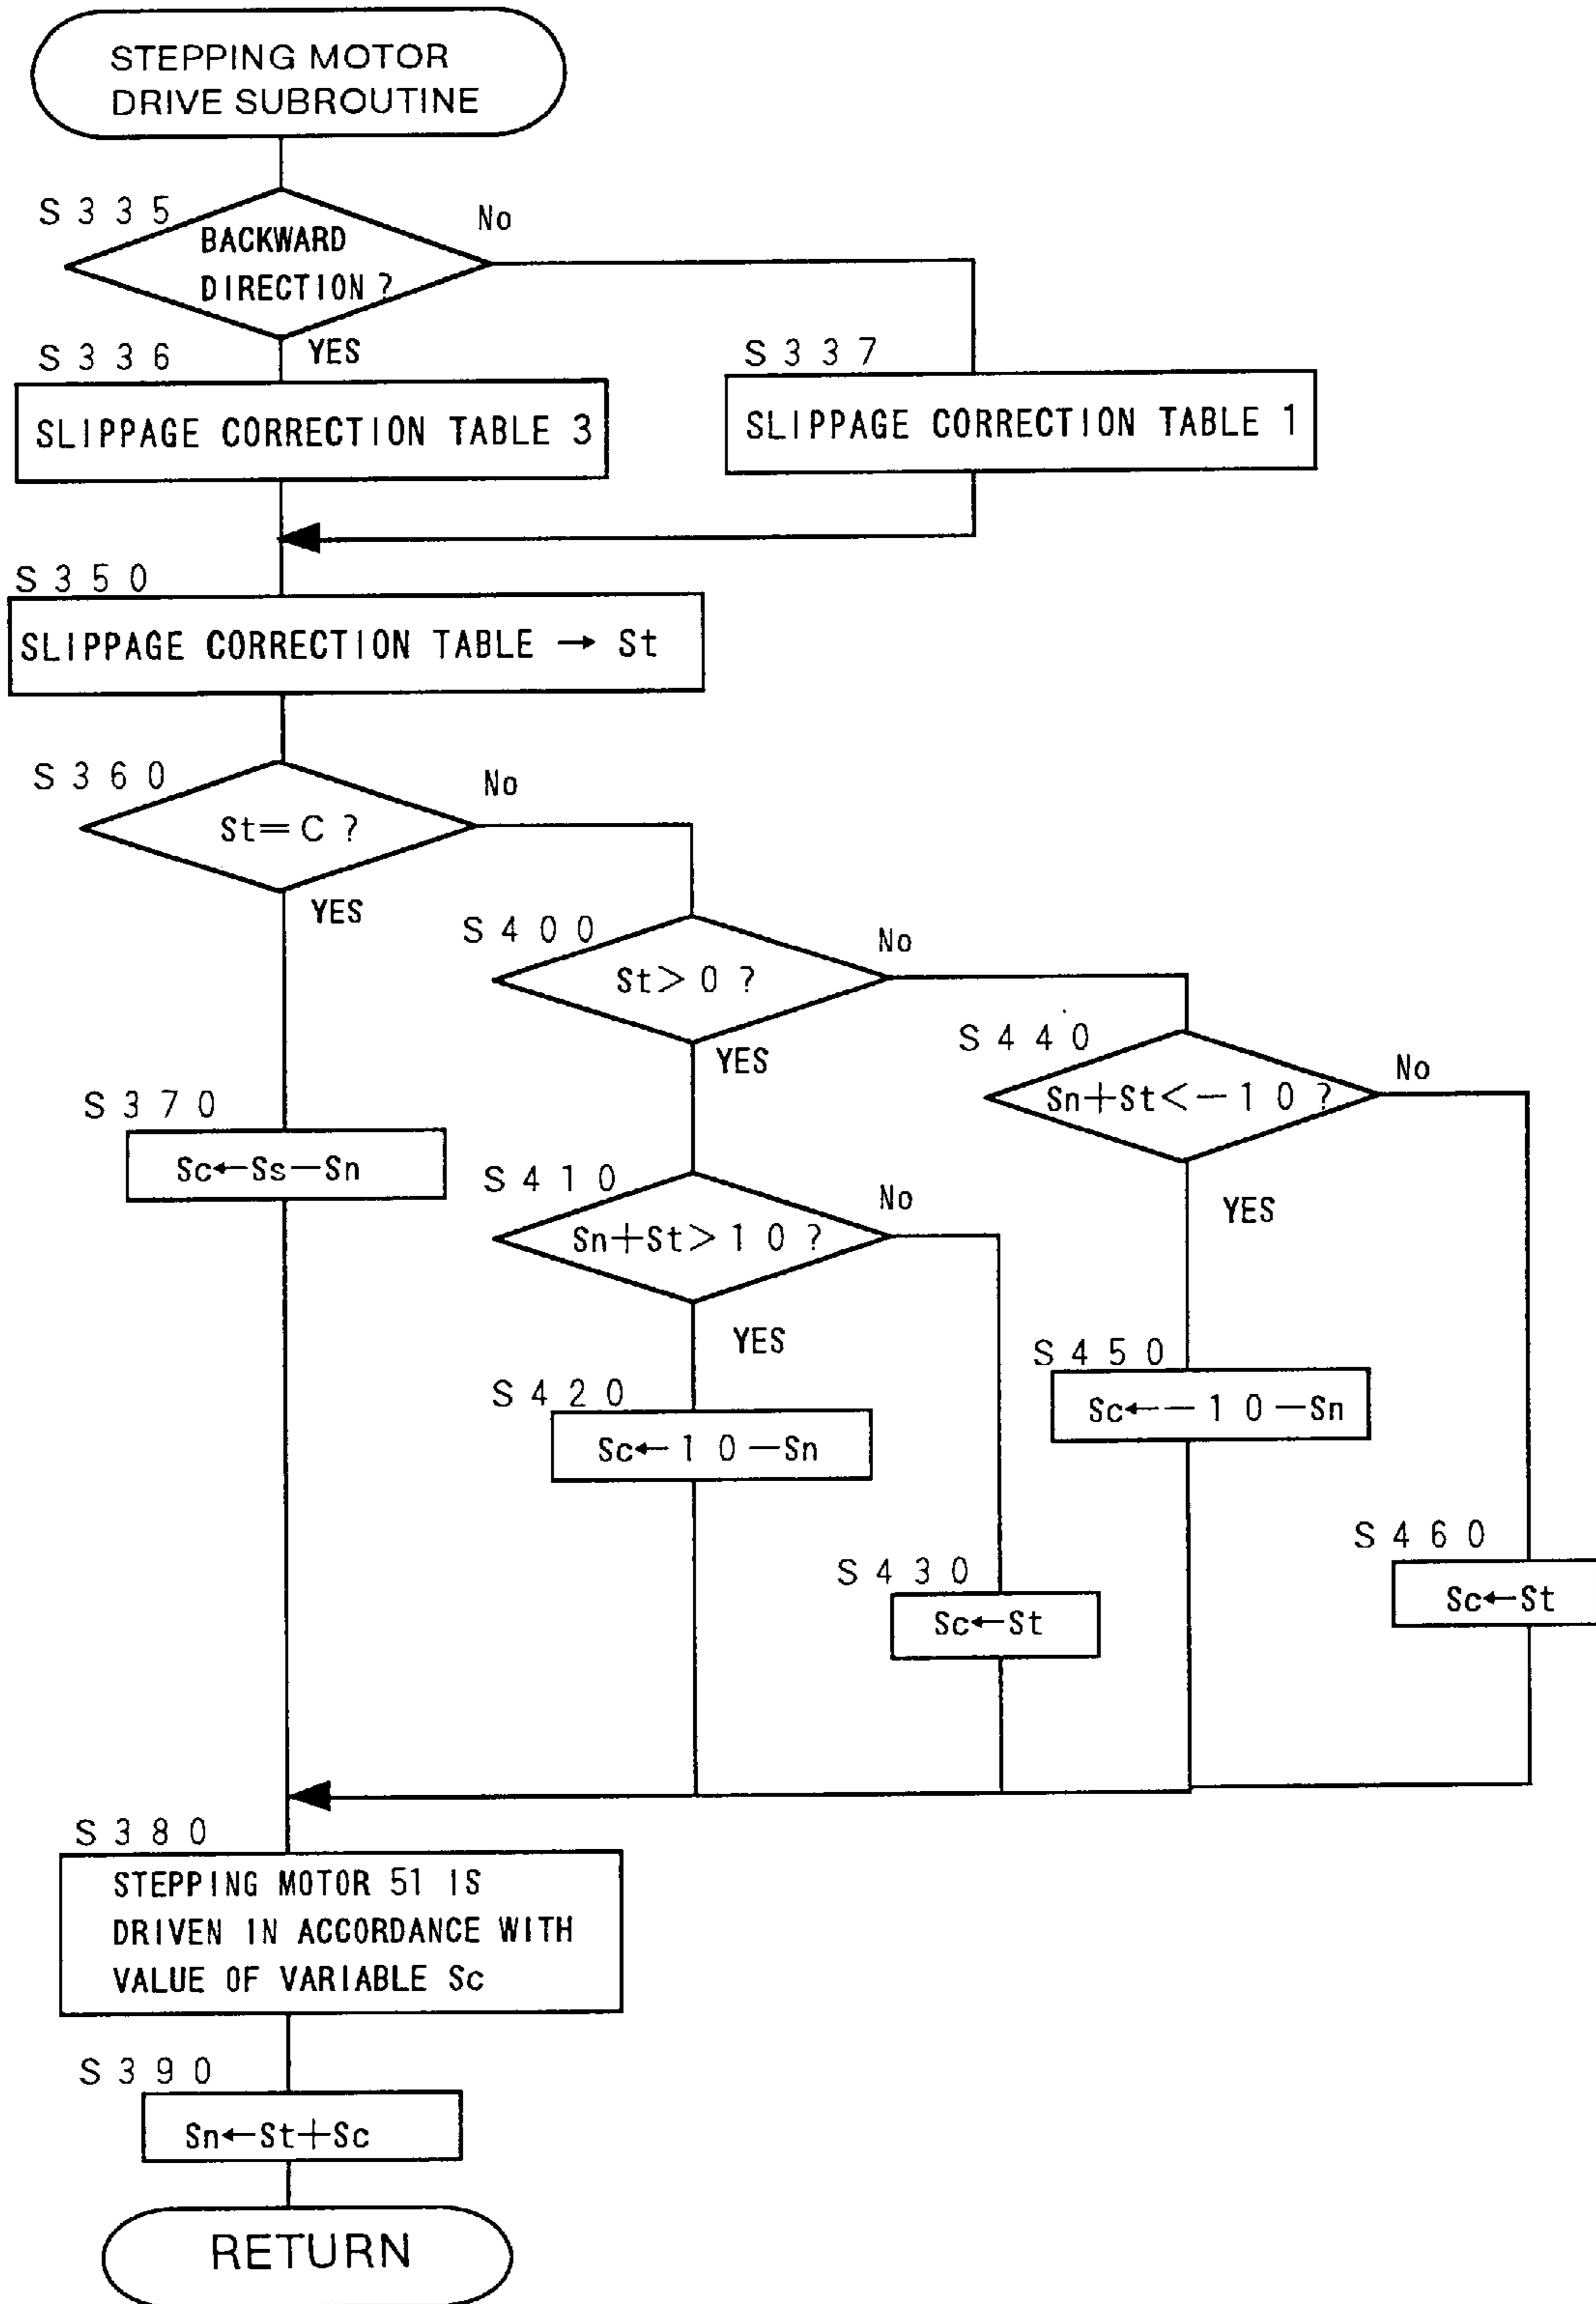 STEPPING MOTOR
DRIVE SUBROUTINE
S335
BACKWARD
DIRECTION?
No
YES
S336
SLIPPAGE CORRECTION TABLE 3
S337
SLIPPAGE CORRECTION TABLE 1
S350
SLIPPAGE CORRECTION TABLE → St
S360
St=C?
No
YES
S400
St>0?
No
YES
S440
Sn+St<-10?
No
YES
S370
Sc←Ss-Sn
S410
Sn+St>10?
No
YES
S450
Sc←-10-Sn
S420
Sc←10-Sn
S460
Sc←St
S430
Sc←St
S380
STEPPING MOTOR 51 IS
DRIVEN IN ACCORDANCE WITH
VALUE OF VARIABLE Sc
S390
Sn←St+Sc
RETURN